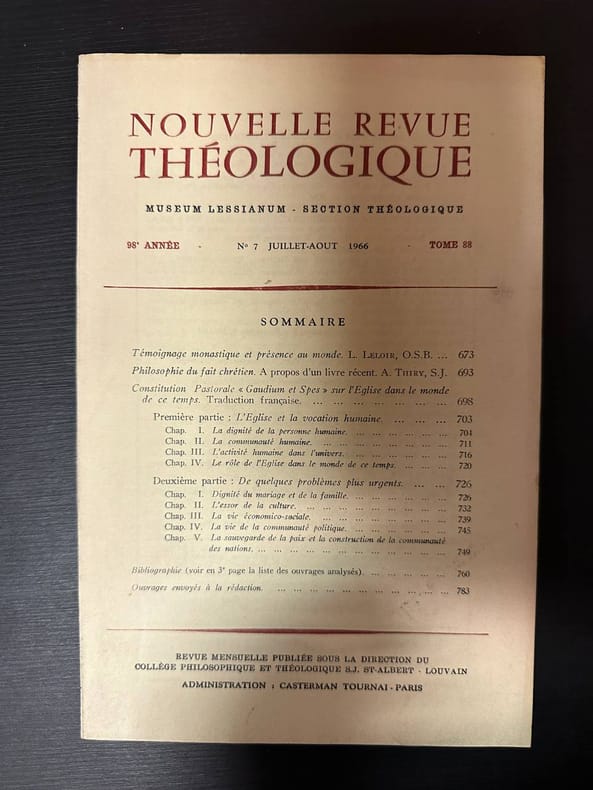 NOUVELLE REVUE
THÉOLOGIQUE
MUSEUM LESSIANUM - SECTION THÉOLOGIQUE
98e ANNÉE - No 7 JUILLET-AOUT 1966 - TOME 88
SOMMAIRE
Témoignage monastique et présence au monde. L. LELOIR, O.S.B. ... 673
Philosophie du fait chrétien. A propos d'un livre récent. A. THIRY, S.J. 693
Constitution Pastorale « Gaudium et Spes » sur l'Eglise dans le monde
de ce temps. Traduction française. ... ... ... ... ... ... ... 698
Première partie : L'Eglise et la vocation humaine. ... ... ... 703
Chap. I. La dignité de la personne humaine. ... ... ... ... ... 704
Chap. II. La communauté humaine. ... ... ... ... ... ... ... 711
Chap. III. L'activité humaine dans l'univers. ... ... ... ... ... 716
Chap. IV. Le rôle de l'Eglise dans le monde de ce temps. ... ... ... 720
Deuxième partie : De quelques problèmes plus urgents. ... ... 726
Chap. I. Dignité du mariage et de la famille. ... ... ... ... ... 726
Chap. II. L'essor de la culture. ... ... ... ... ... ... ... ... 732
Chap. III. La vie économico-sociale. ... ... ... ... ... ... ... 739
Chap. IV. La vie de la communauté politique. ... ... ... ... ... 745
Chap. V. La sauvegarde de la paix et la construction de la communauté
des nations. ... ... ... ... ... ... ... ... ... ... ... 749
Bibliographie (voir en 3e page la liste des ouvrages analysés). ... ... ... ... 760
Ouvrages envoyés à la rédaction. ... ... ... ... ... ... ... ... ... ... 783
REVUE MENSUELLE PUBLIÉE SOUS LA DIRECTION DU
COLLÈGE PHILOSOPHIQUE ET THÉOLOGIQUE S.J. ST-ALBERT - LOUVAIN
ADMINISTRATION : CASTERMAN TOURNAI - PARIS